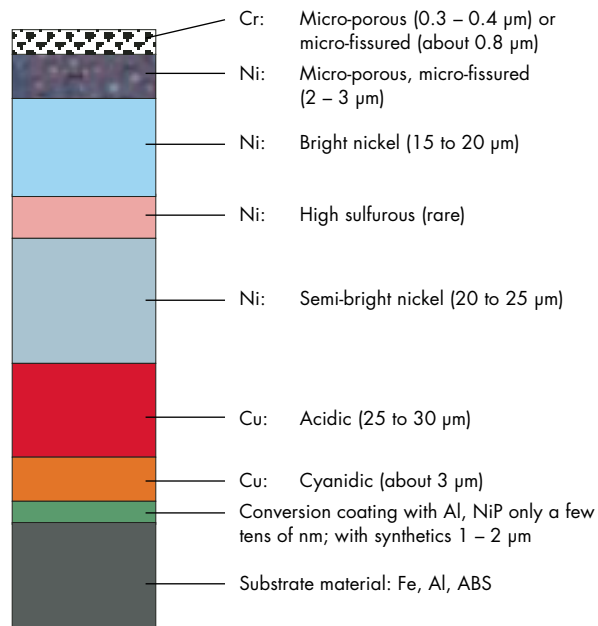 Cr: Micro-porous (0.3 – 0.4 µm) or
micro-fissured (about 0.8 µm)
Ni: Micro-porous, micro-fissured
(2 – 3 µm)
Ni: Bright nickel (15 to 20 µm)
Ni: High sulfurous (rare)
Ni: Semi-bright nickel (20 to 25 µm)
Cu: Acidic (25 to 30 µm)
Cu: Cyanidic (about 3 µm)
Conversion coating with Al, NiP only a few
tens of nm; with synthetics 1 – 2 µm
Substrate material: Fe, Al, ABS